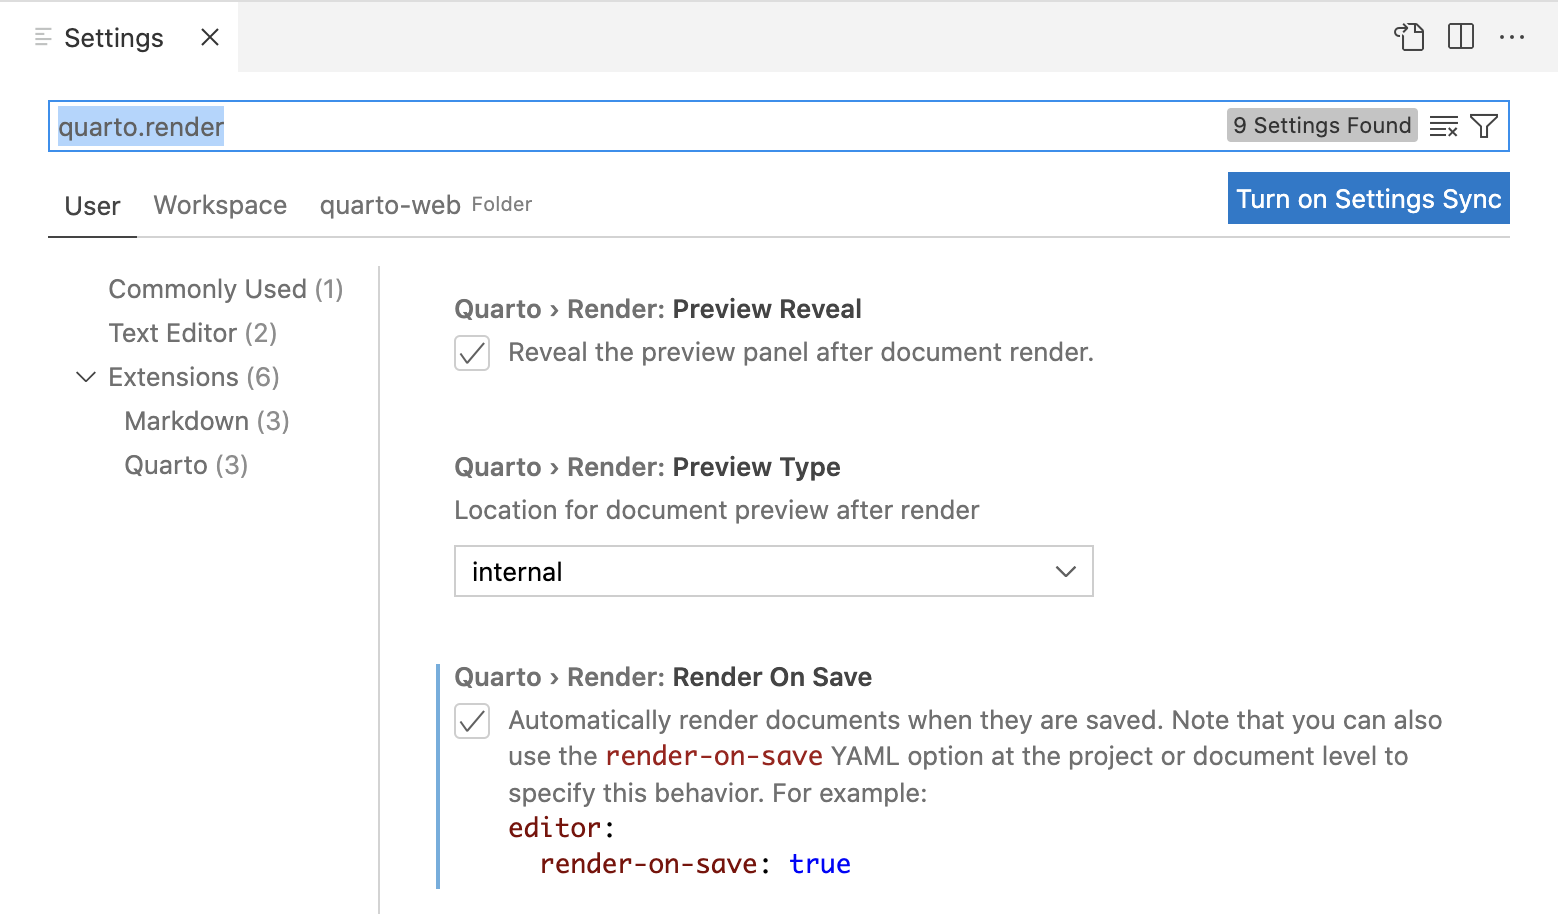 Settings
quarto.render
9 Settings Found
User Workspace quarto-web Folder
Turn on Settings Sync
Commonly Used (1)
Text Editor (2)
Extensions (6)
Markdown (3)
Quarto (3)
Quarto › Render: Preview Reveal
Reveal the preview panel after document render.
Quarto › Render: Preview Type
Location for document preview after render
internal
Quarto › Render: Render On Save
Automatically render documents when they are saved. Note that you can also
use the render-on-save YAML option at the project or document level to
specify this behavior. For example:
editor:
  render-on-save: true